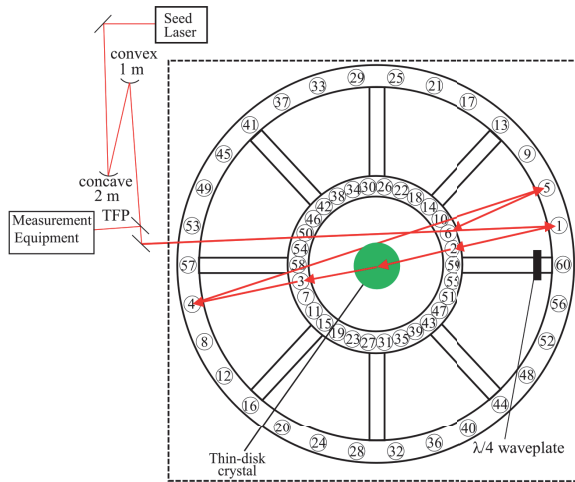 Seed
Laser
convex
1 m
concave
2 m
TFP
Measurement
Equipment
29 25
33 21
37 17
41 13
45 9
49 5
53 1
57 60
4 56
8 52
12 48
16 44
20 40
24 36
28 32
30 26
34 22
38 18
42 14
46 10
50 6
54 2
58 59
3 55
7 51
11 47
15 43
19 39
23 27 31 35
λ/4 waveplate
Thin-disk
crystal